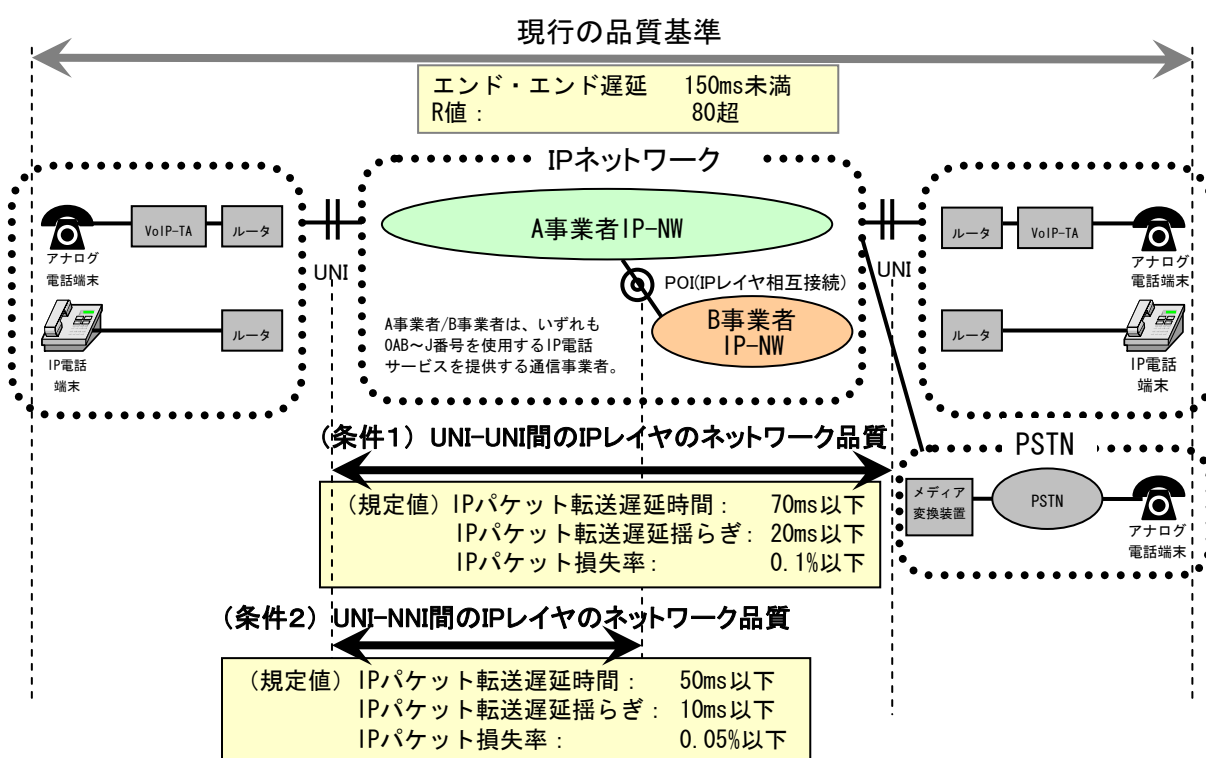 現行の品質基準
エンド・エンド遅延 150ms未満
R値： 80超
IPネットワーク
A事業者IP-NW
POI(IPレイヤ相互接続)
B事業者
IP-NW
A事業者/B事業者は、いずれも
0AB～J番号を使用するIP電話
サービスを提供する通信事業者。
VoIP-TA
ルータ
アナログ
電話端末
ルータ
IP電話
端末
UNI
UNI
ルータ
VoIP-TA
アナログ
電話端末
ルータ
IP電話
端末
PSTN
メディア
変換装置
PSTN
アナログ
電話端末
（条件１）UNI-UNI間のIPレイヤのネットワーク品質
（規定値）IPパケット転送遅延時間： 70ms以下
IPパケット転送遅延揺らぎ： 20ms以下
IPパケット損失率： 0.1%以下
（条件２）UNI-NNI間のIPレイヤのネットワーク品質
（規定値）IPパケット転送遅延時間： 50ms以下
IPパケット転送遅延揺らぎ： 10ms以下
IPパケット損失率： 0.05%以下